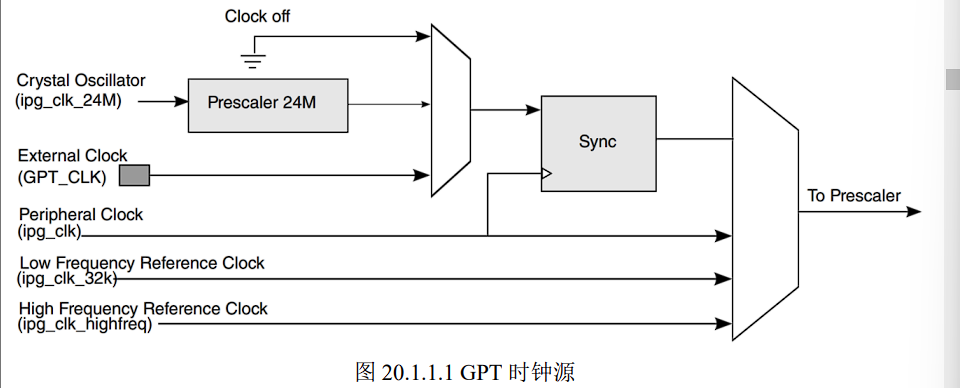 Clock off
Crystal Oscillator
(ipg_clk_24M)
Prescaler 24M
External Clock
(GPT_CLK)
Sync
Peripheral Clock
(ipg_clk)
To Prescaler
Low Frequency Reference Clock
(ipg_clk_32k)
High Frequency Reference Clock
(ipg_clk_highfreq)
图 20.1.1.1 GPT 时钟源